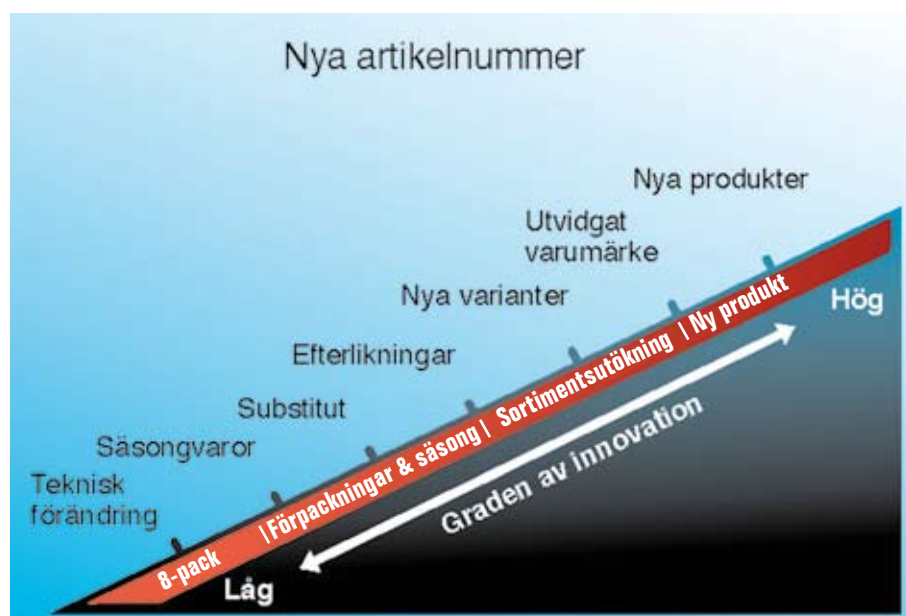 Nya artikelnummer
Nya produkter
Utvidgat
varumärke
Nya varianter
Efterlikningar
Substitut
Säsongvaror
Teknisk
förändring
8-pack | Förpackningar & säsong | Sortimentsutökning | Ny produkt
Hög
Graden av innovation
Låg